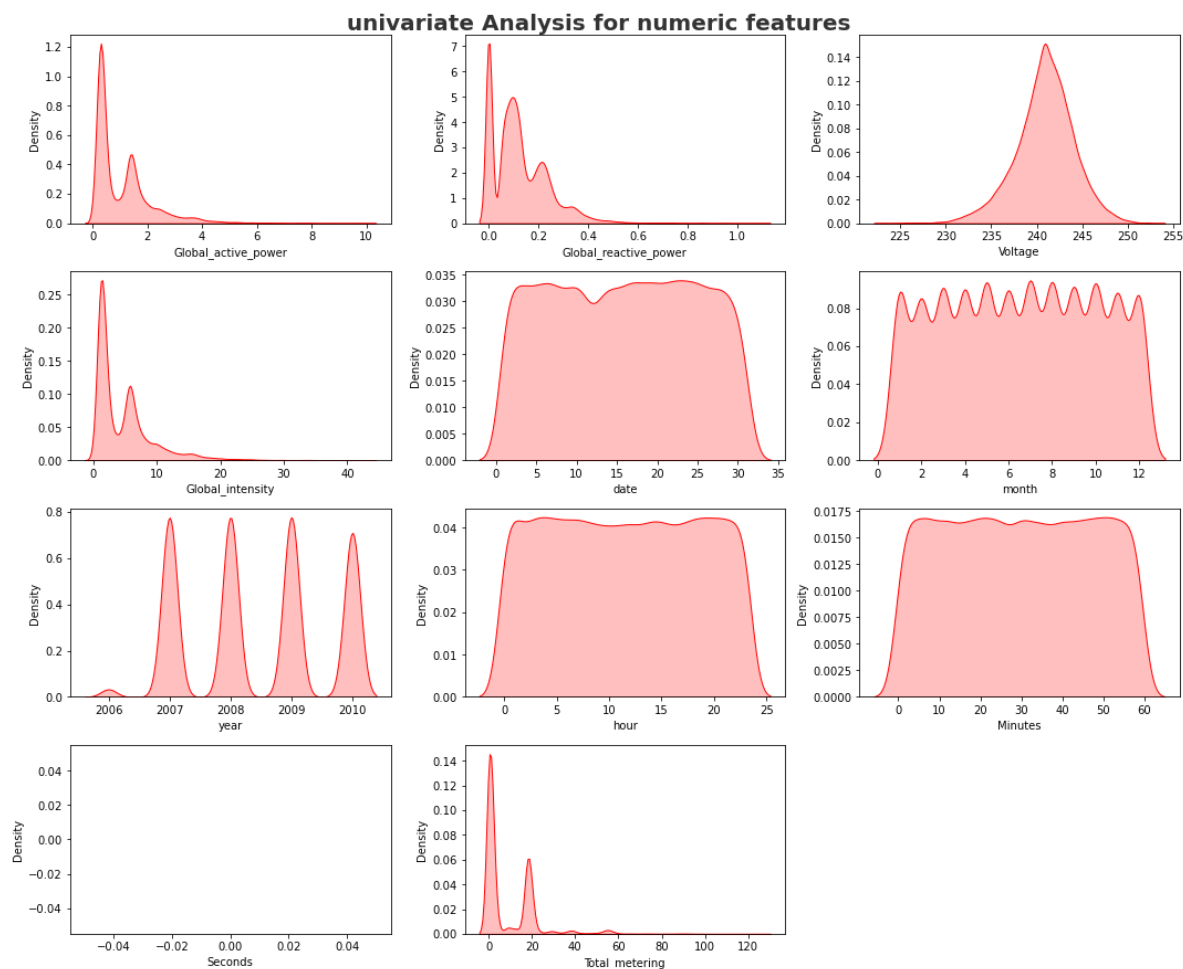 univariate Analysis for numeric features
1.2
1.0
0.8
0.6
0.4
0.2
0.0
Density
0 2 4 6 8 10
Global_active_power
7
6
5
4
3
2
1
0
Density
0.0 0.2 0.4 0.6 0.8 1.0
Global_reactive_power
0.14
0.12
0.10
0.08
0.06
0.04
0.02
0.00
Density
225 230 235 240 245 250 255
Voltage
0.25
0.20
0.15
0.10
0.05
0.00
Density
0 10 20 30 40
Global_intensity
0.035
0.030
0.025
0.020
0.015
0.010
0.005
0.000
Density
0 5 10 15 20 25 30 35
date
0.08
0.06
0.04
0.02
0.00
Density
0 2 4 6 8 10 12
month
0.8
0.6
0.4
0.2
0.0
Density
2006 2007 2008 2009 2010
year
0.04
0.03
0.02
0.01
0.00
Density
0 5 10 15 20 25
hour
0.0175
0.0150
0.0125
0.0100
0.0075
0.0050
0.0025
0.0000
Density
0 10 20 30 40 50 60
Minutes
0.04
0.02
0.00
−0.02
−0.04
Density
−0.04 −0.02 0.00 0.02 0.04
Seconds
0.14
0.12
0.10
0.08
0.06
0.04
0.02
0.00
Density
0 20 40 60 80 100 120
Total_metering